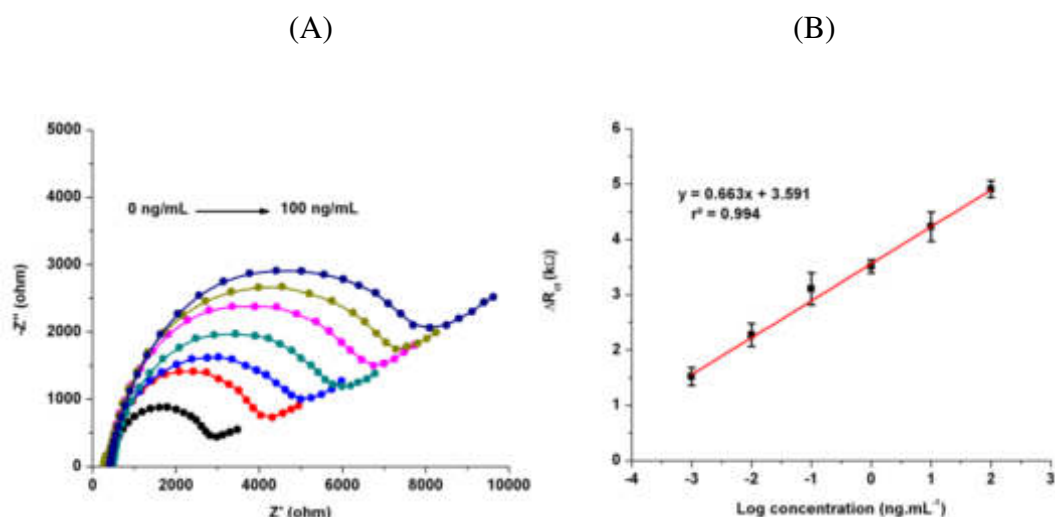 (A) (B)
5000
4000
3000
2000
1000
0
0 ng/mL 100 ng/mL
-Z'' (ohm)
0 2000 4000 6000 8000 10000
Z' (ohm)
6
5
4
3
2
1
0
y = 0.663x + 3.591
r² = 0.994
ΔRct (kΩ)
-4 -3 -2 -1 0 1 2 3
Log concentration (ng.mL⁻¹)